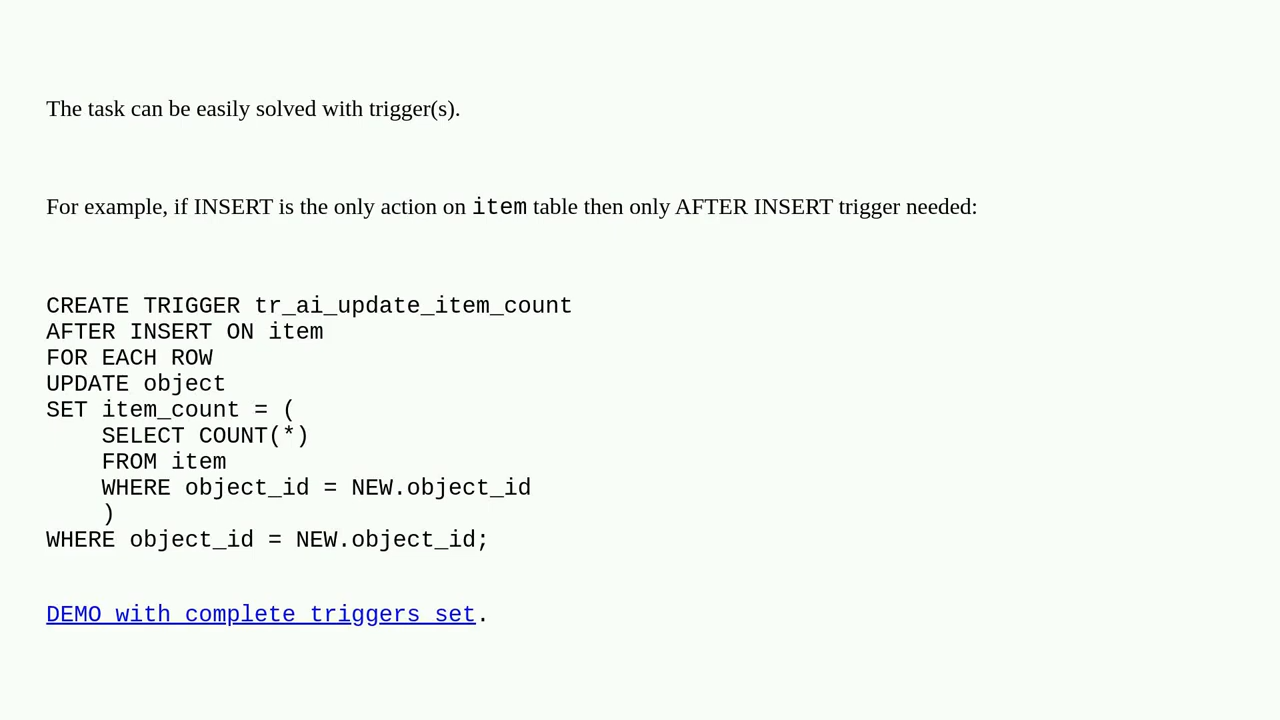 The task can be easily solved with trigger(s).
For example, if INSERT is the only action on item table then only AFTER INSERT trigger needed:
CREATE TRIGGER tr_ai_update_item_count
AFTER INSERT ON item
FOR EACH ROW
UPDATE object
SET item_count = (
    SELECT COUNT(*)
    FROM item
    WHERE object_id = NEW.object_id
    )
WHERE object_id = NEW.object_id;
DEMO with complete triggers set.